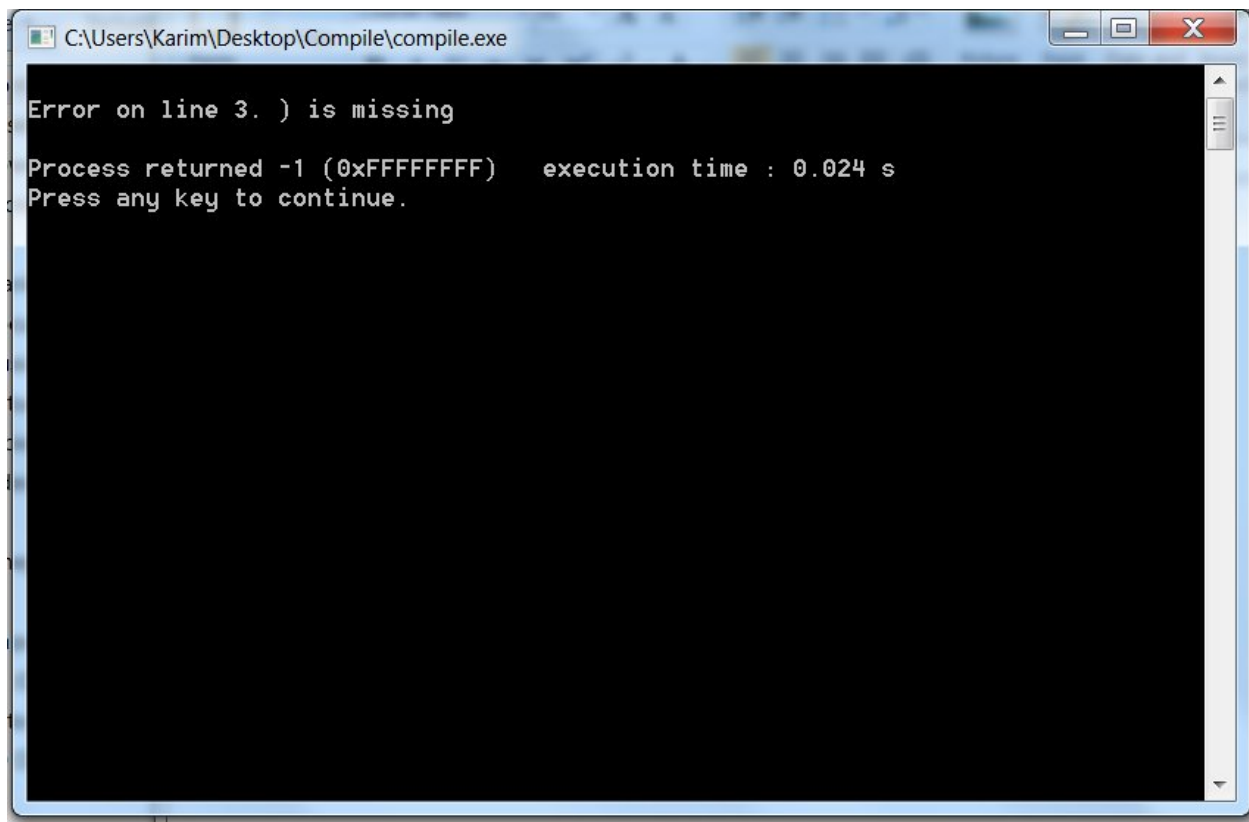 C:\Users\Karim\Desktop\Compile\compile.exe
Error on line 3. ) is missing
Process returned -1 (0xFFFFFFFF)   execution time : 0.024 s
Press any key to continue.